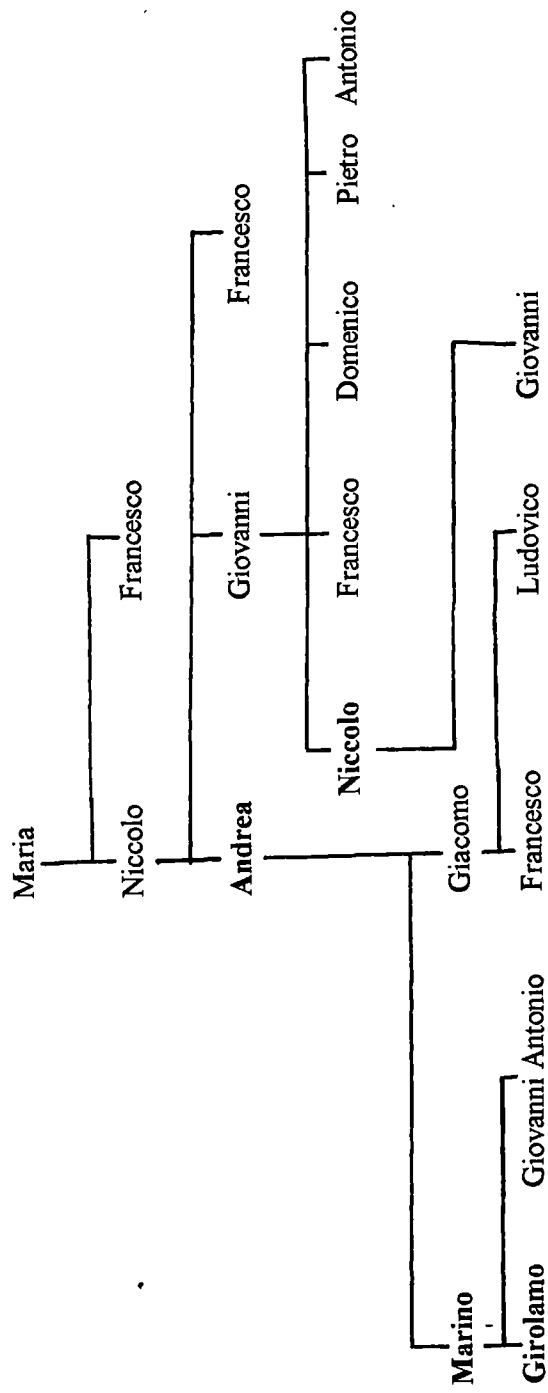 Maria
Niccolo Francesco
Andrea Giovanni Francesco
Niccolo Francesco Domenico Pietro Antonio
Marino Giacomo
Girolamo Giovanni Antonio Francesco Ludovico Giovanni